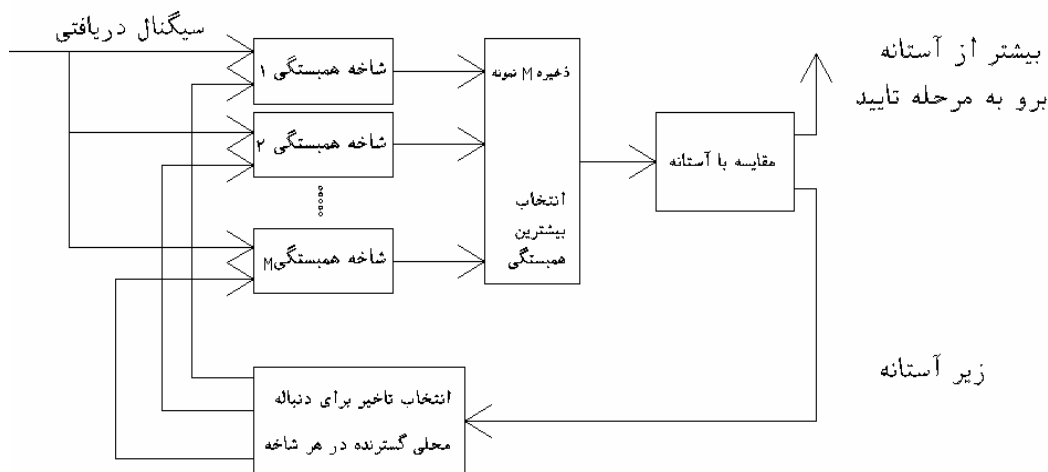 سیگنال دریافتی
شاخه همبستگی ۱
شاخه همبستگی ۲
شاخه همبستگی M
ذخیره M نمونه
انتخاب
بیشترین
همبستگی
مقایسه با آستانه
بیشتر از آستانه
برو به مرحله تایید
زیر آستانه
انتخاب تاخیر برای دنباله
محلی گسترنده در هر شاخه